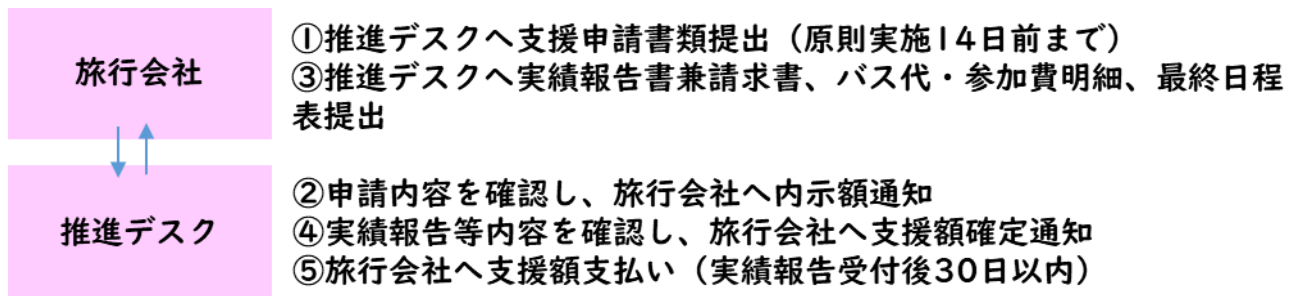 旅行会社
①推進デスクへ支援申請書類提出（原則実施14日前まで）
③推進デスクへ実績報告書兼請求書、バス代・参加費明細、最終日程
表提出
推進デスク
②申請内容を確認し、旅行会社へ内示額通知
④実績報告等内容を確認し、旅行会社へ支援額確定通知
⑤旅行会社へ支援額支払い（実績報告受付後30日以内）